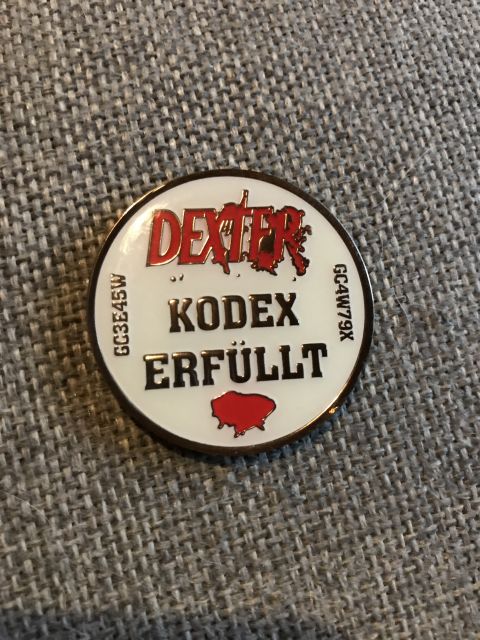 DEXTER
KODEX
ERFÜLLT
GC3E45W
GC4W79X